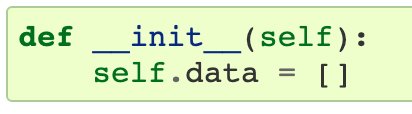 def __init__(self):
    self.data = []